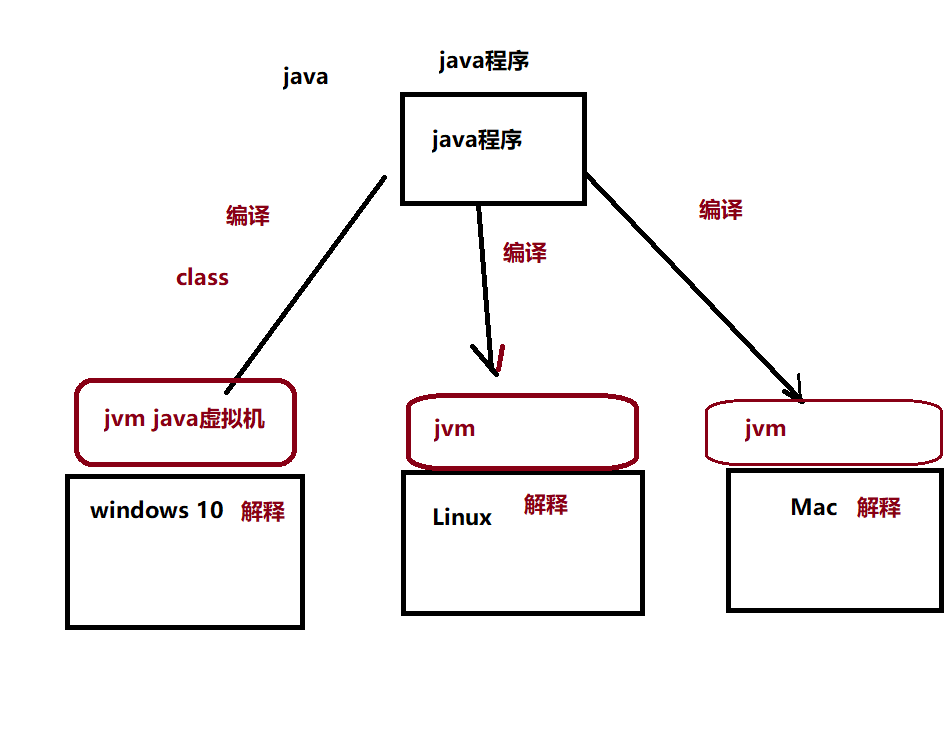 java程序
java
java程序
编译
编译
编译
class
jvm java虚拟机
jvm
jvm
windows 10 解释
Linux 解释
Mac 解释